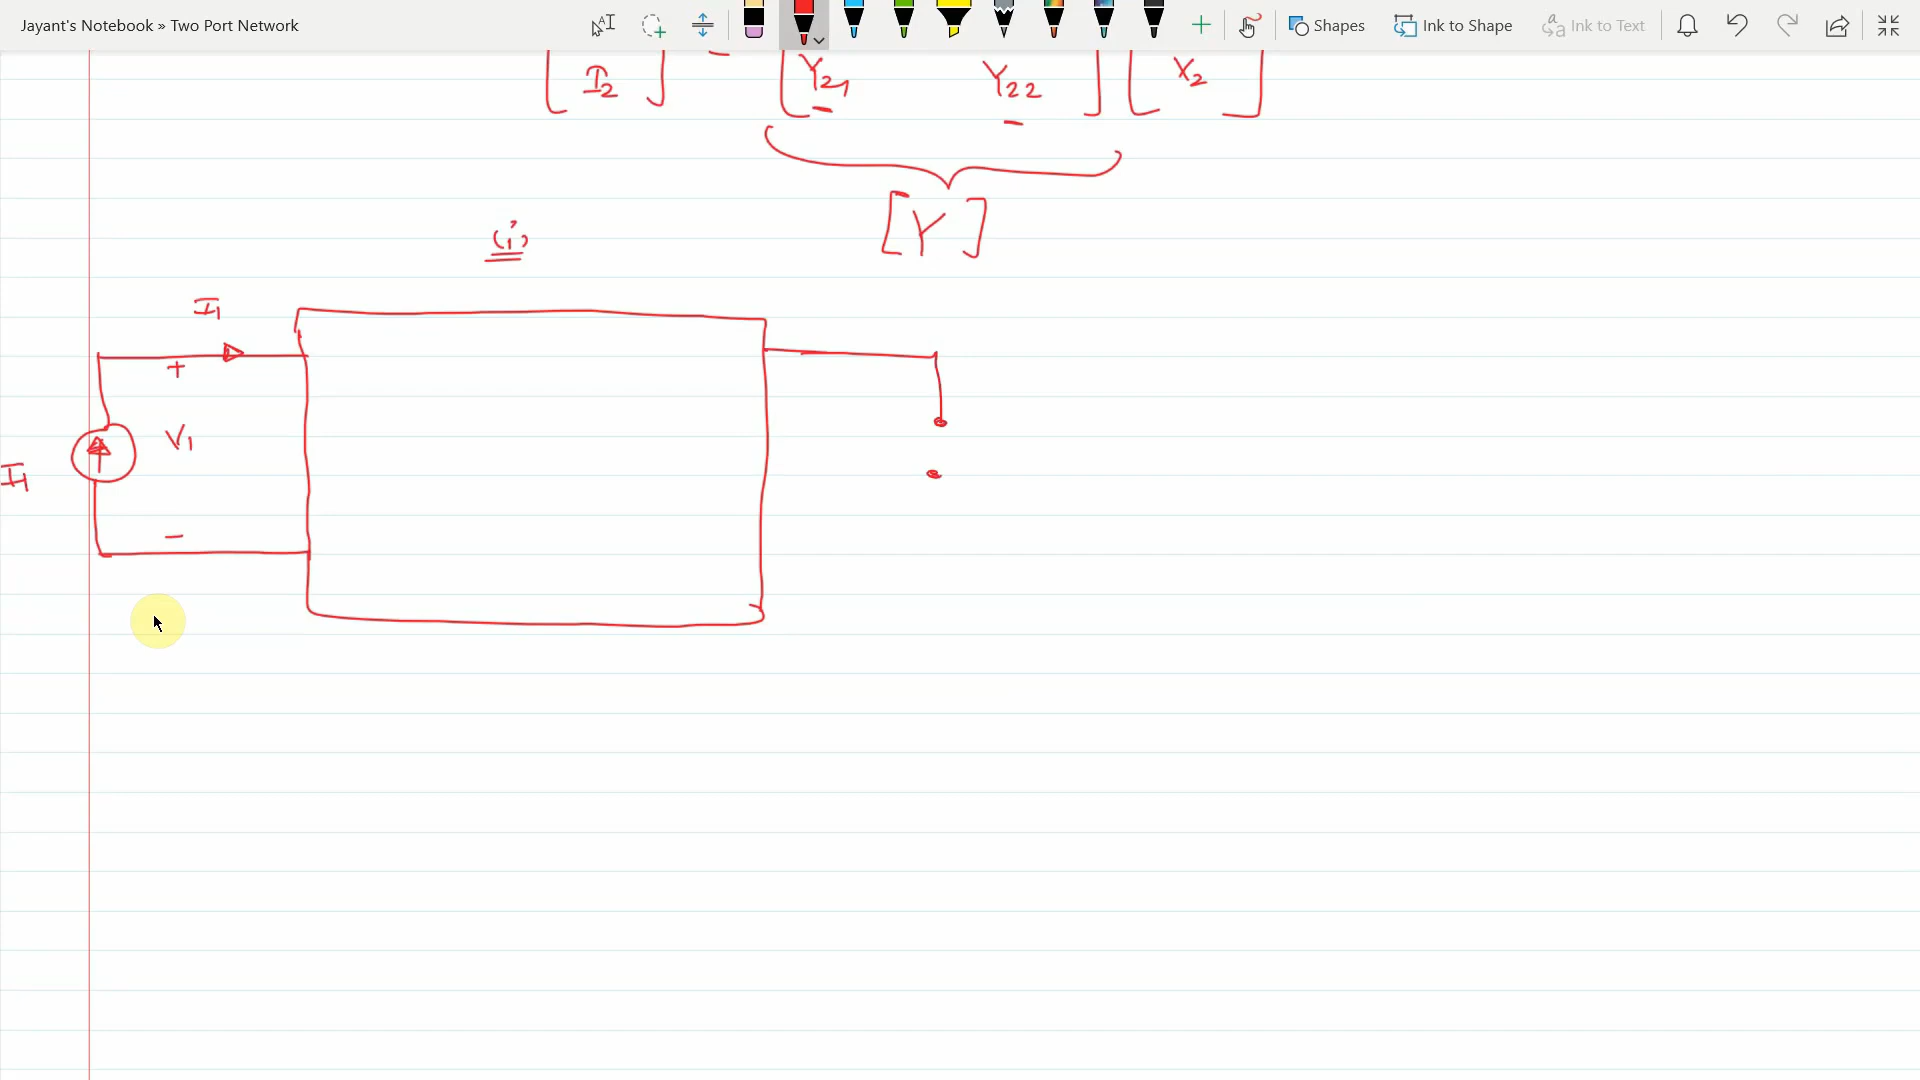 Jayant's Notebook » Two Port Network
Shapes
Ink to Shape
Ink to Text
[ I2 ] = [ Y21 Y22 ] [ V2 ]
[Y]
(i)
I1
+
V1
I1
−